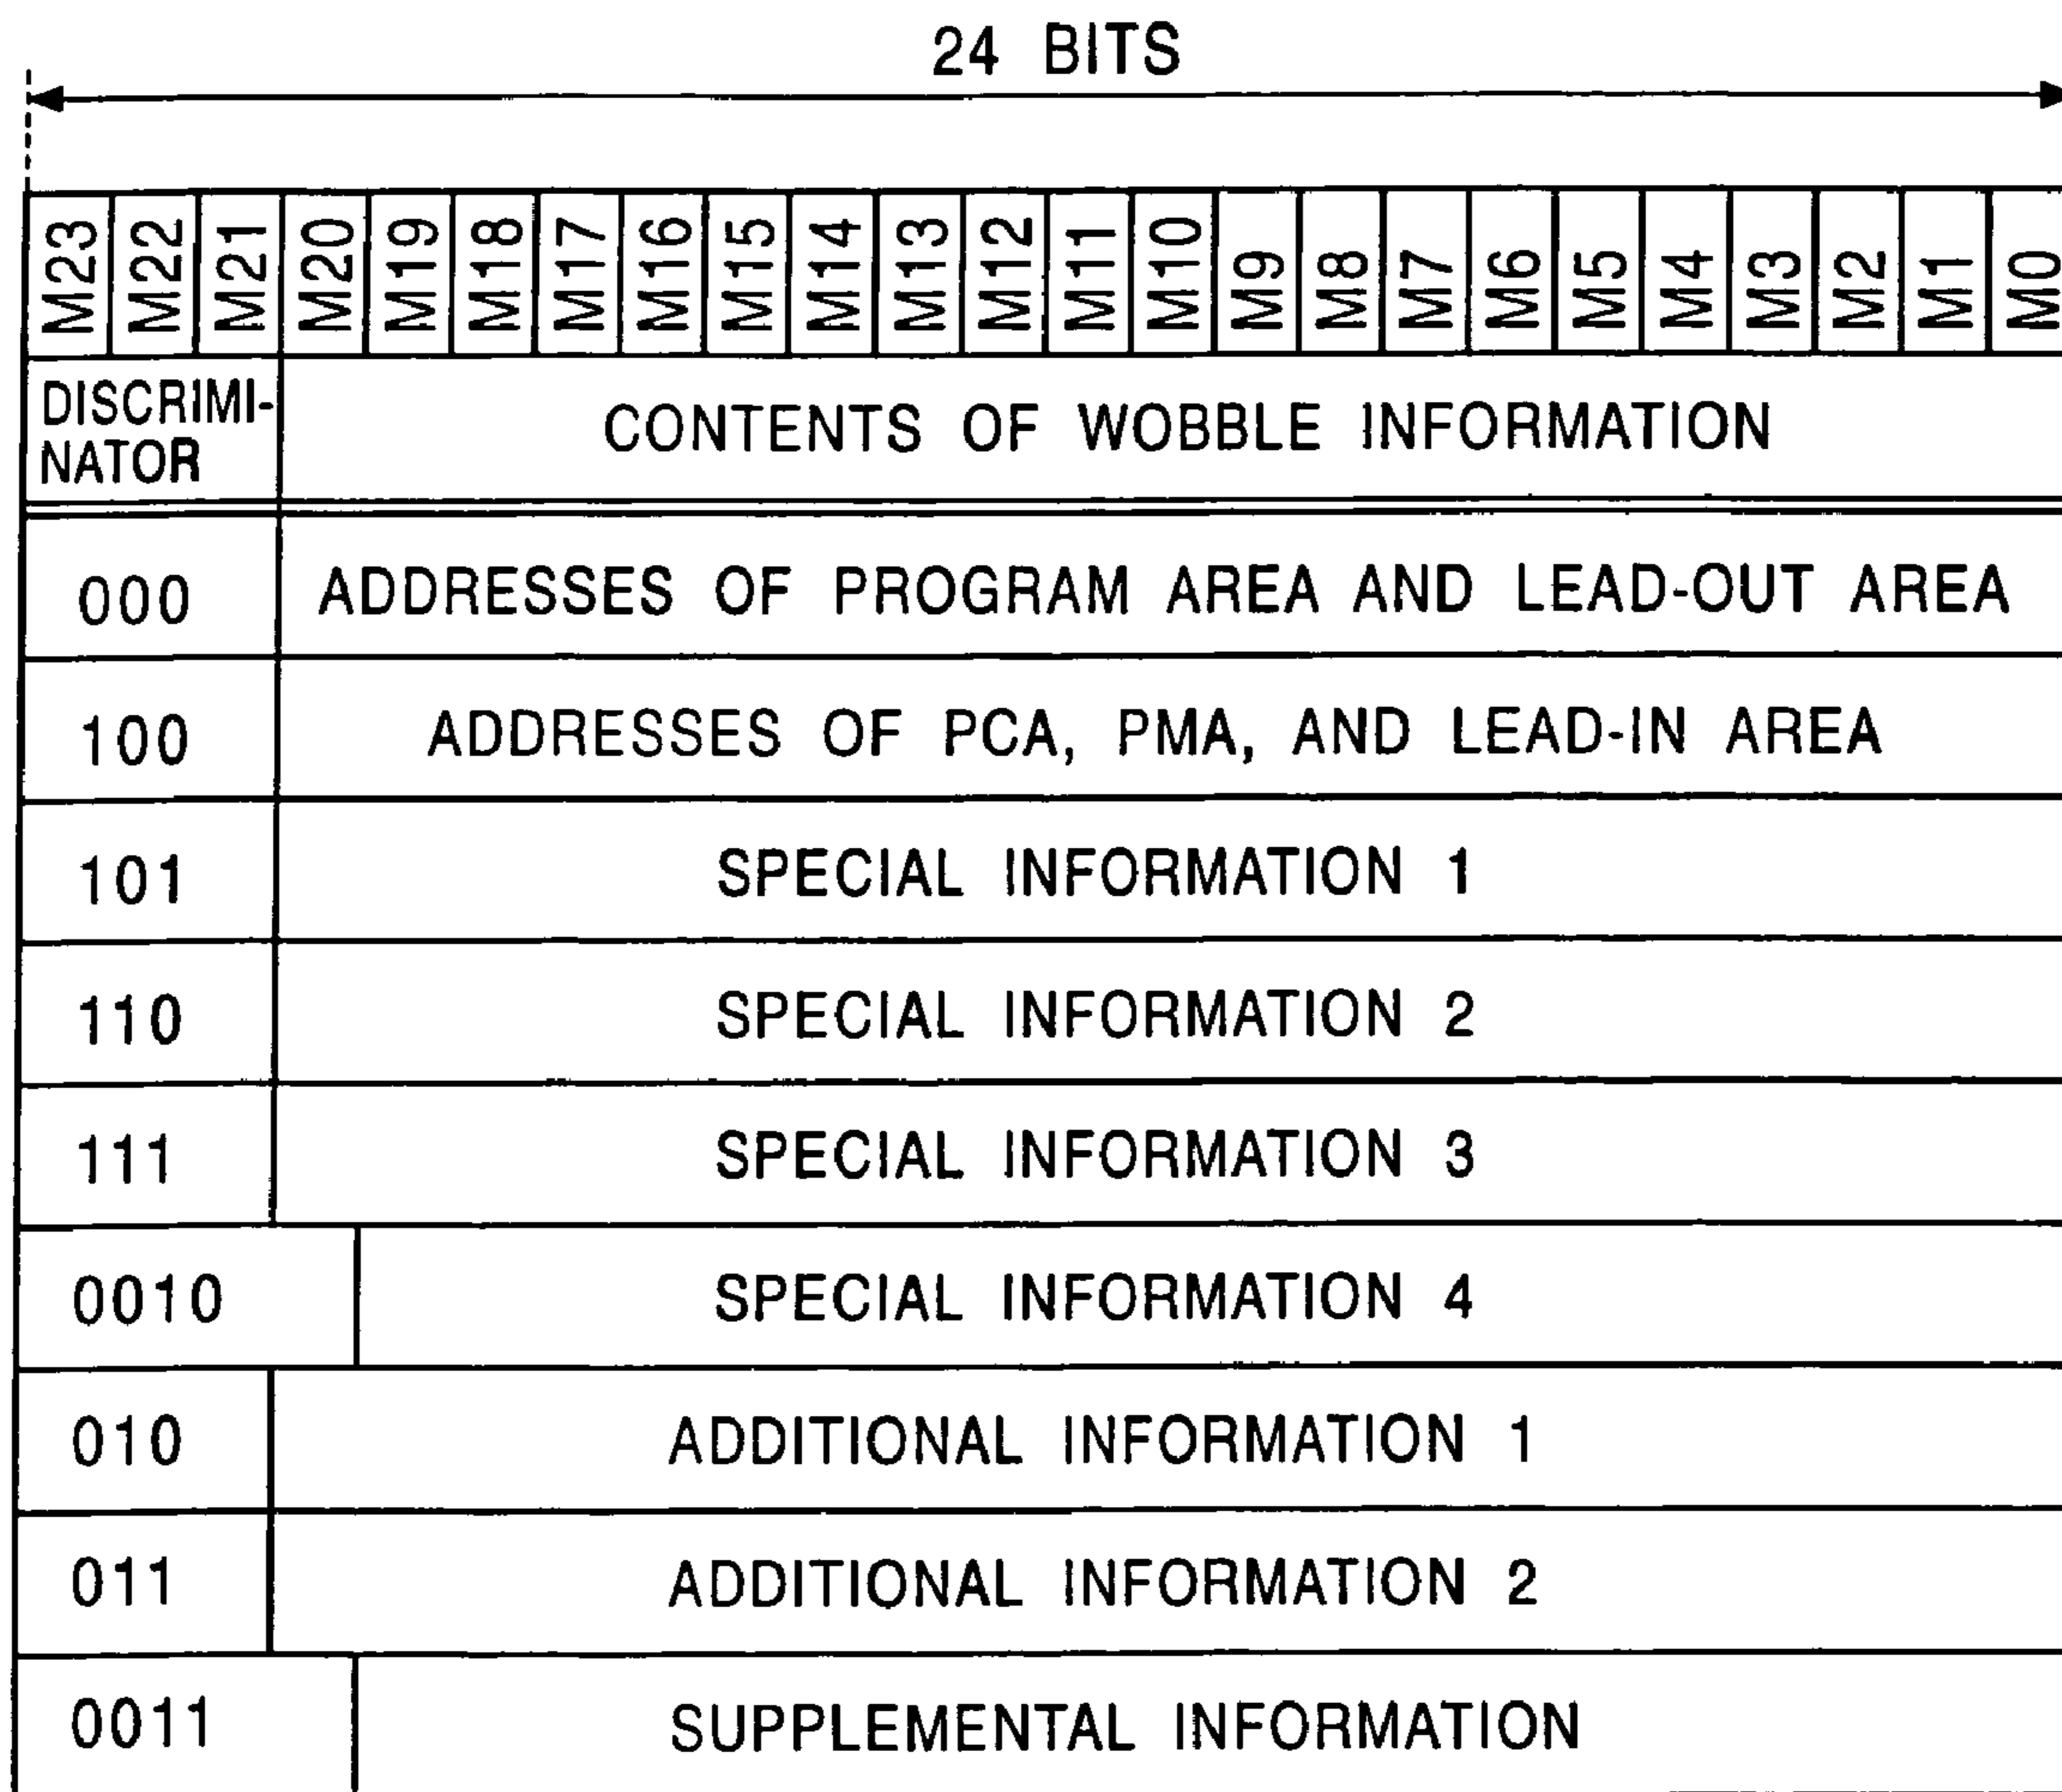 24 BITS
M23 M22 M21 M20 M19 M18 M17 M16 M15 M14 M13 M12 M11 M10 M9 M8 M7 M6 M5 M4 M3 M2 M1 M0
DISCRIMI-
NATOR
CONTENTS OF WOBBLE INFORMATION
000 ADDRESSES OF PROGRAM AREA AND LEAD-OUT AREA
100 ADDRESSES OF PCA, PMA, AND LEAD-IN AREA
101 SPECIAL INFORMATION 1
110 SPECIAL INFORMATION 2
111 SPECIAL INFORMATION 3
0010 SPECIAL INFORMATION 4
010 ADDITIONAL INFORMATION 1
011 ADDITIONAL INFORMATION 2
0011 SUPPLEMENTAL INFORMATION